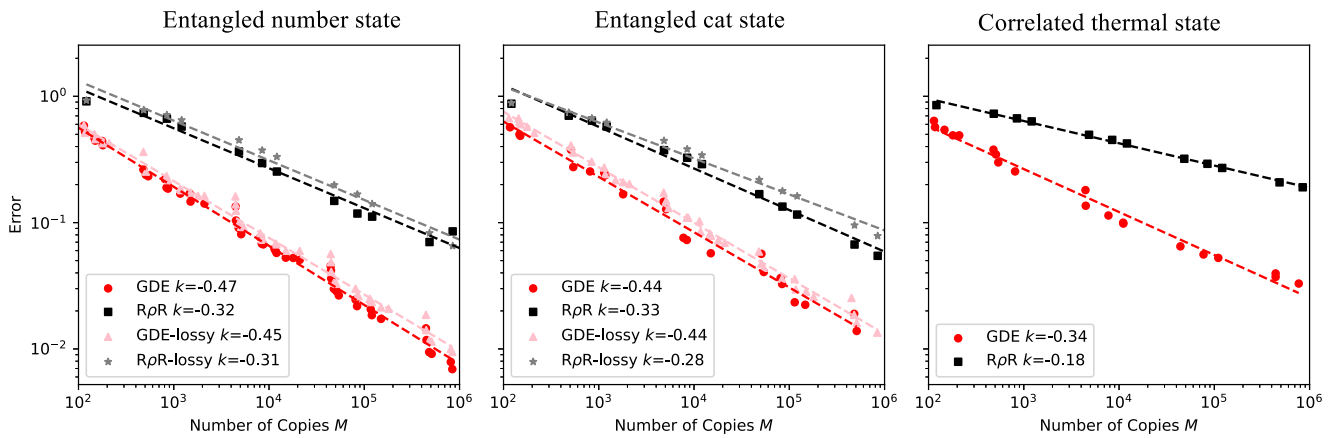 Entangled number state
Entangled cat state
Correlated thermal state
Error
10⁰
10⁻¹
10⁻²
GDE k=-0.47
RρR k=-0.32
GDE-lossy k=-0.45
RρR-lossy k=-0.31
10² 10³ 10⁴ 10⁵ 10⁶
Number of Copies M
GDE k=-0.44
RρR k=-0.33
GDE-lossy k=-0.44
RρR-lossy k=-0.28
10² 10³ 10⁴ 10⁵ 10⁶
Number of Copies M
GDE k=-0.34
RρR k=-0.18
10² 10³ 10⁴ 10⁵ 10⁶
Number of Copies M